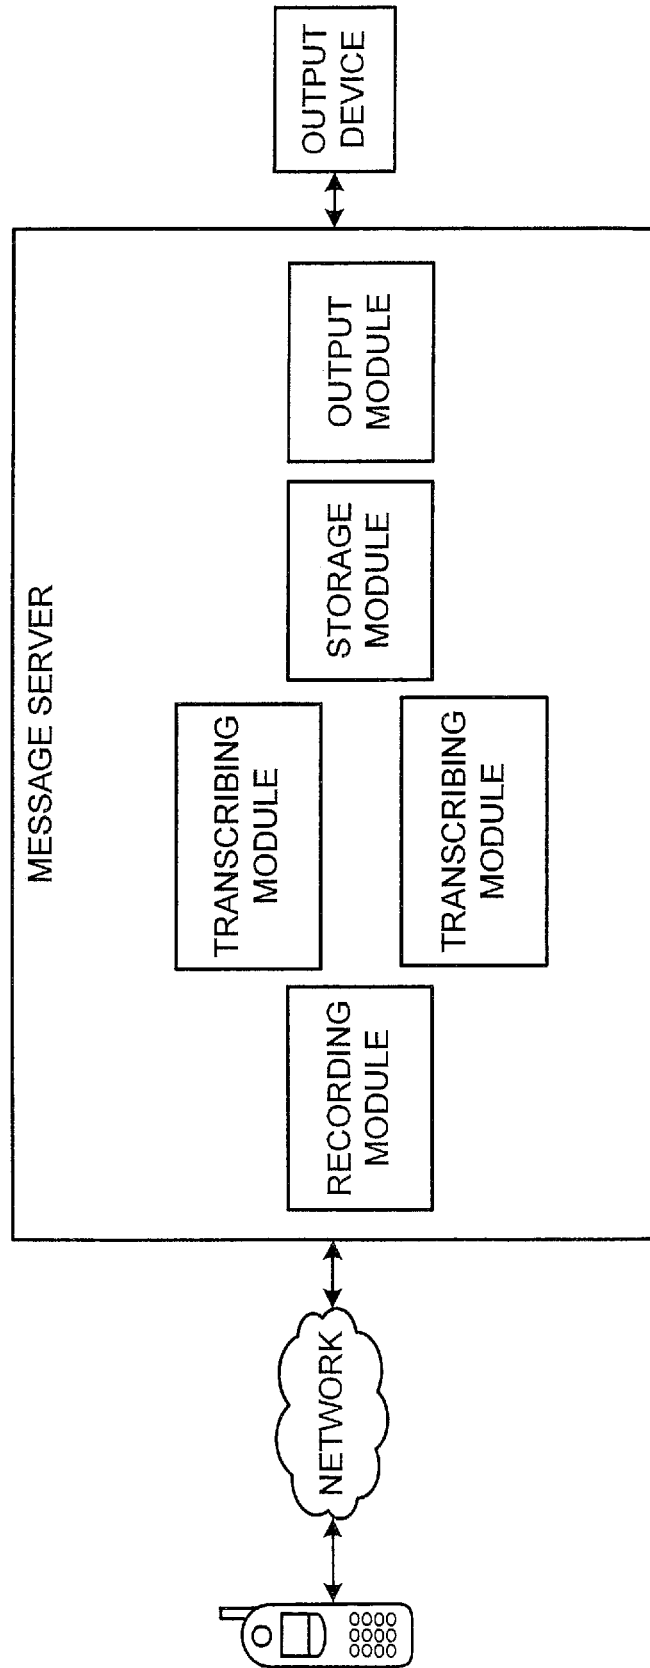 MESSAGE SERVER
NETWORK
RECORDING
MODULE
TRANSCRIBING
MODULE
TRANSCRIBING
MODULE
STORAGE
MODULE
OUTPUT
MODULE
OUTPUT
DEVICE